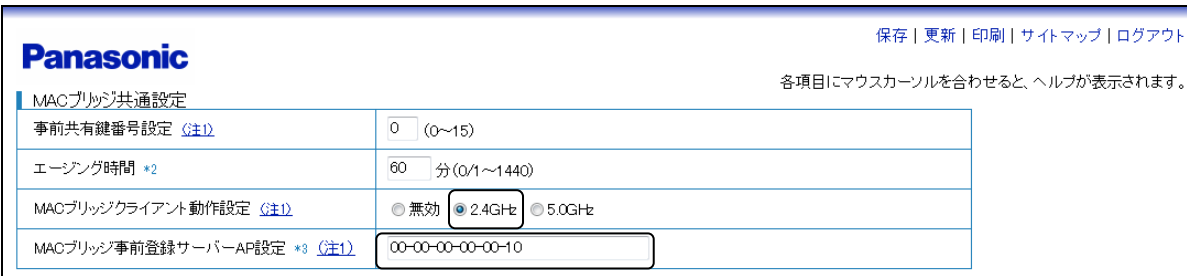 保存 | 更新 | 印刷 | サイトマップ | ログアウト
Panasonic
各項目にマウスカーソルを合わせると、ヘルプが表示されます。
MACブリッジ共通設定
事前共有鍵番号設定 (注1) 0 (0~15)
エージング時間 *2 60 分(0/1~1440)
MACブリッジクライアント動作設定 (注1) 無効 2.4GHz 5.0GHz
MACブリッジ事前登録サーバーAP設定 *3 (注1) 00-00-00-00-00-10